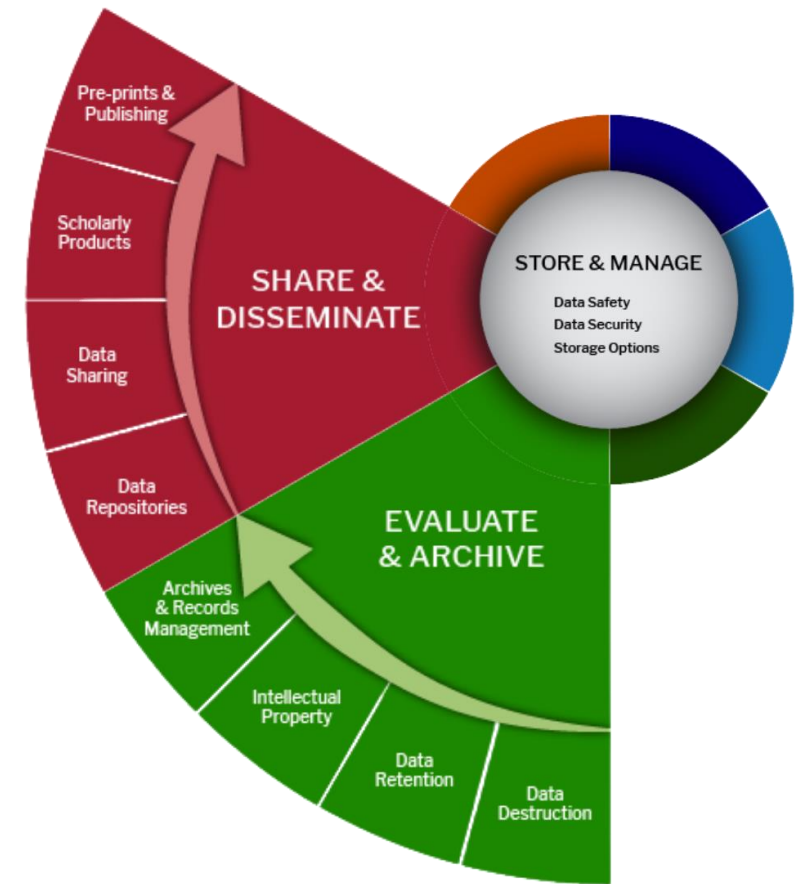 Pre-prints &
Publishing
Scholarly
Products
Data
Sharing
Data
Repositories
SHARE &
DISSEMINATE
STORE & MANAGE
Data Safety
Data Security
Storage Options
EVALUATE
& ARCHIVE
Archives
& Records
Management
Intellectual
Property
Data
Retention
Data
Destruction